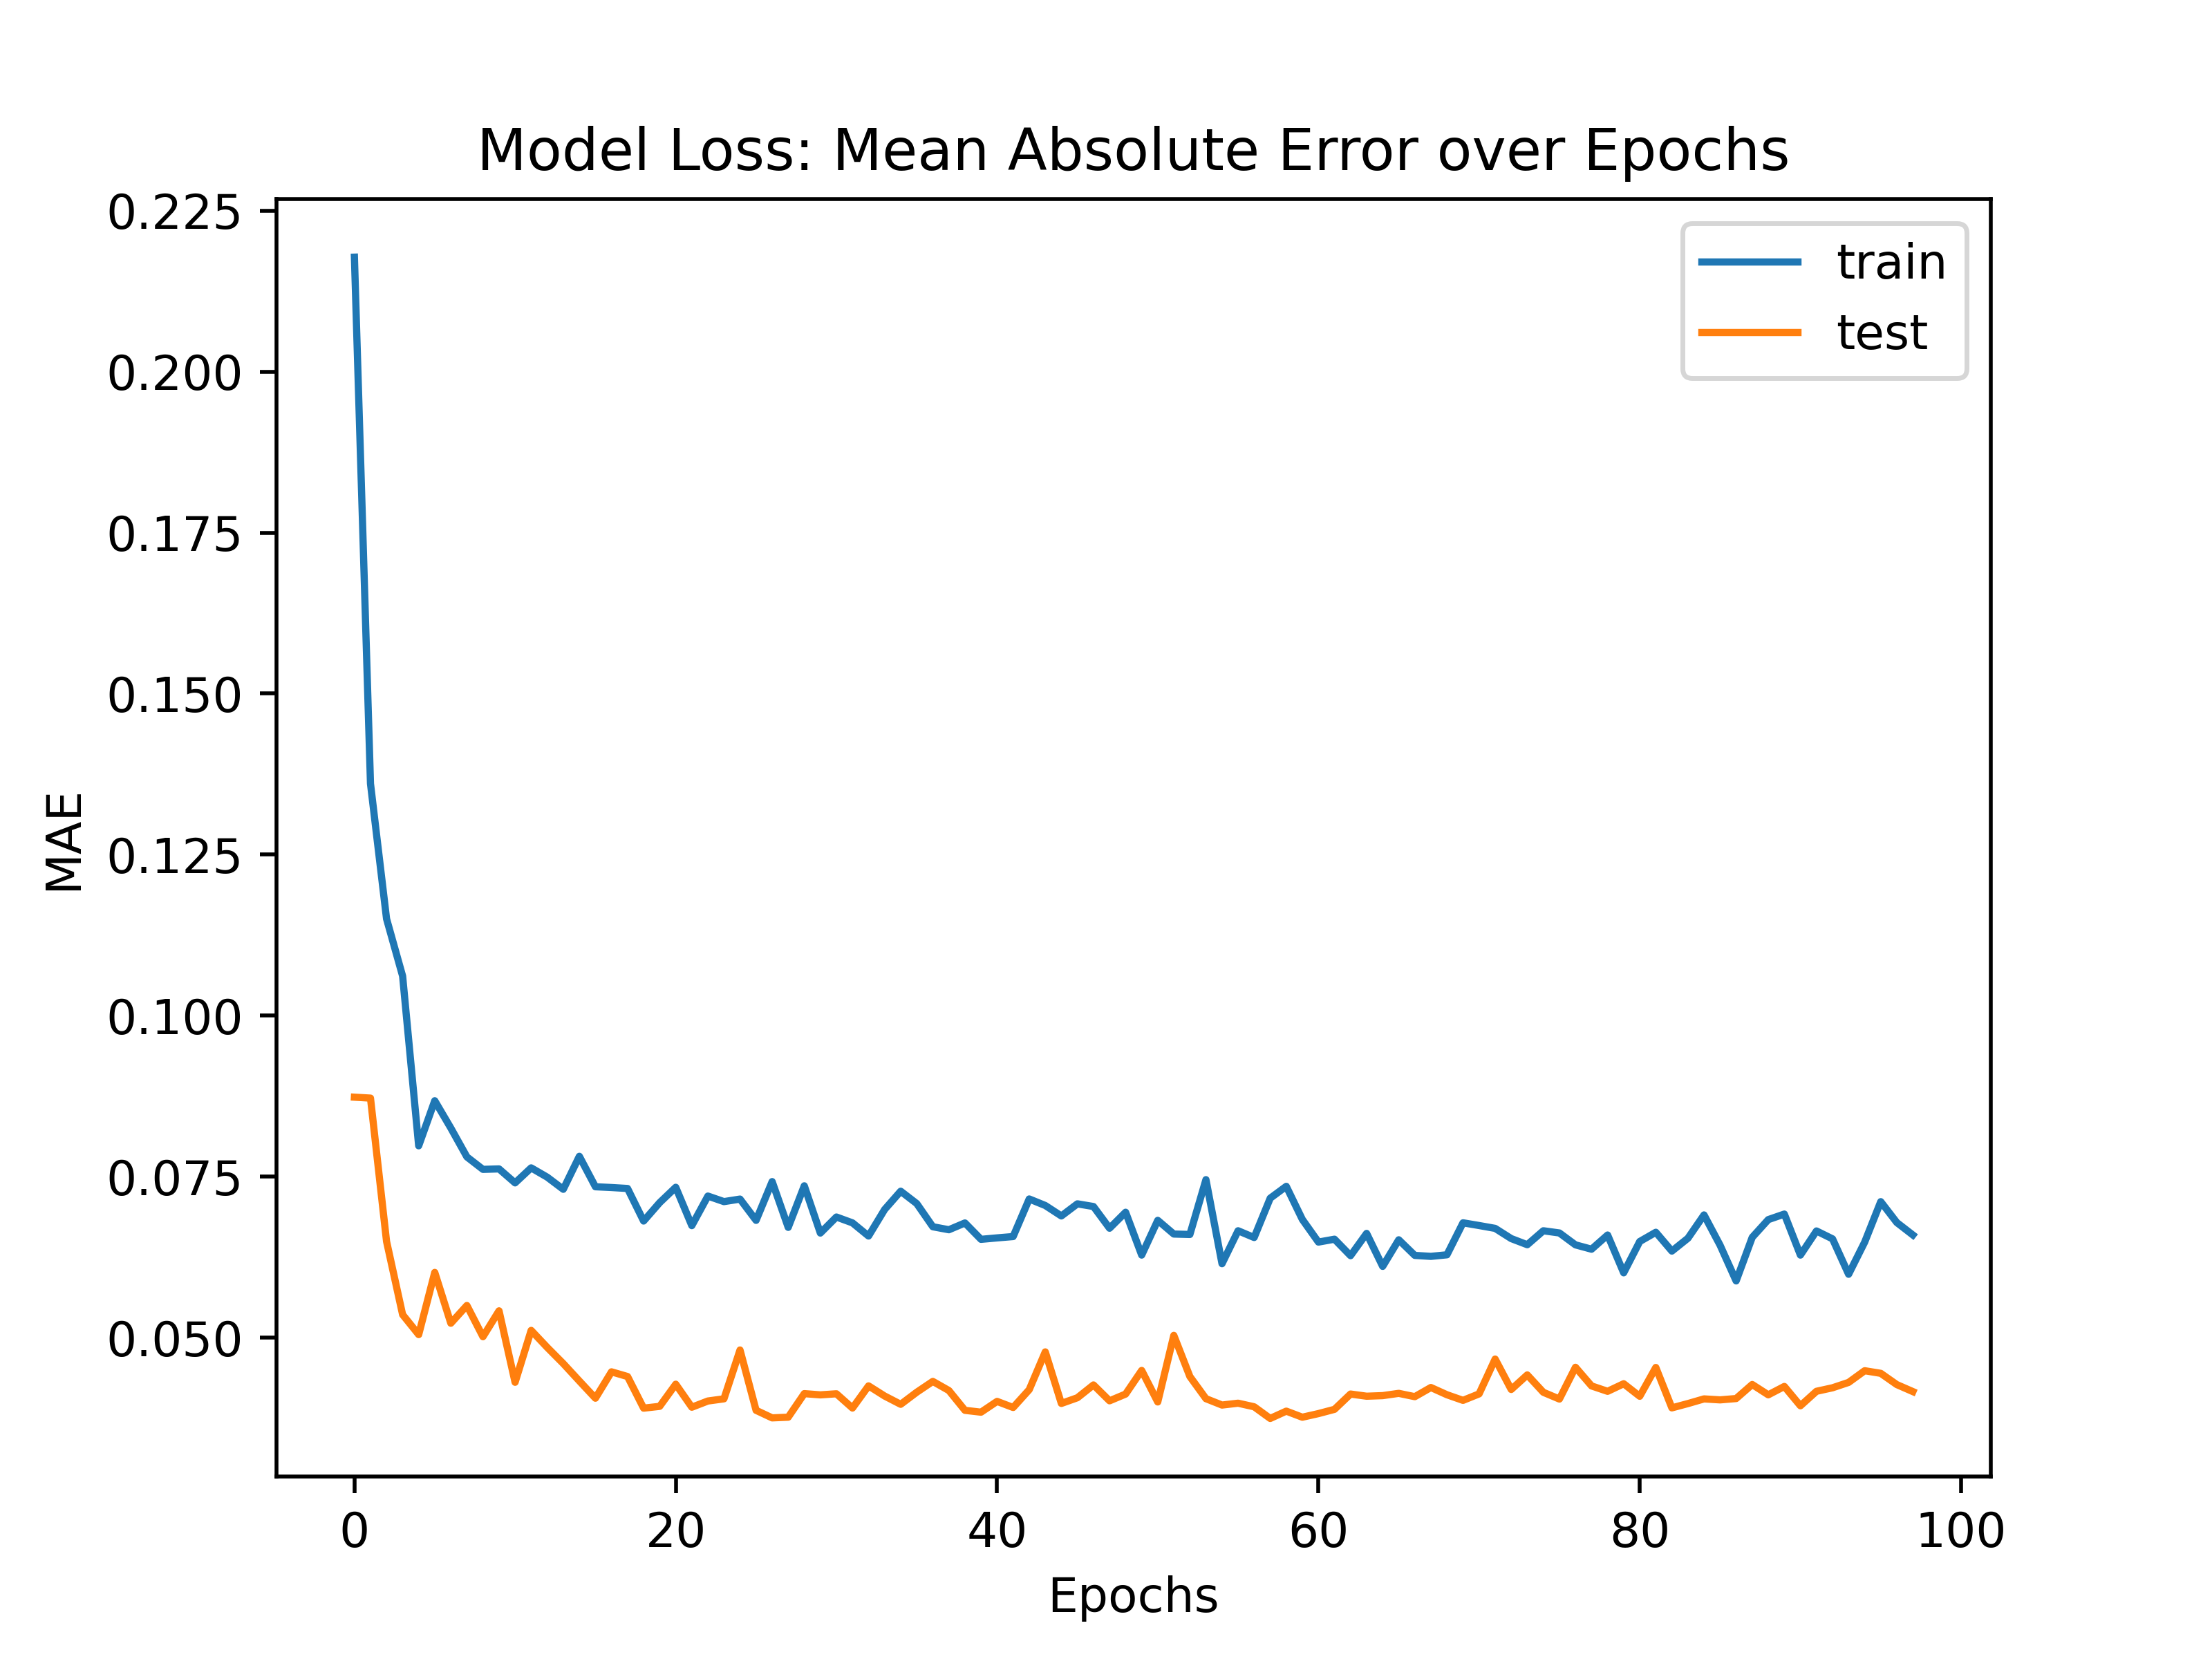 Model Loss: Mean Absolute Error over Epochs
0.225
0.200
0.175
0.150
0.125
0.100
0.075
0.050
MAE
train
test
0 20 40 60 80 100
Epochs